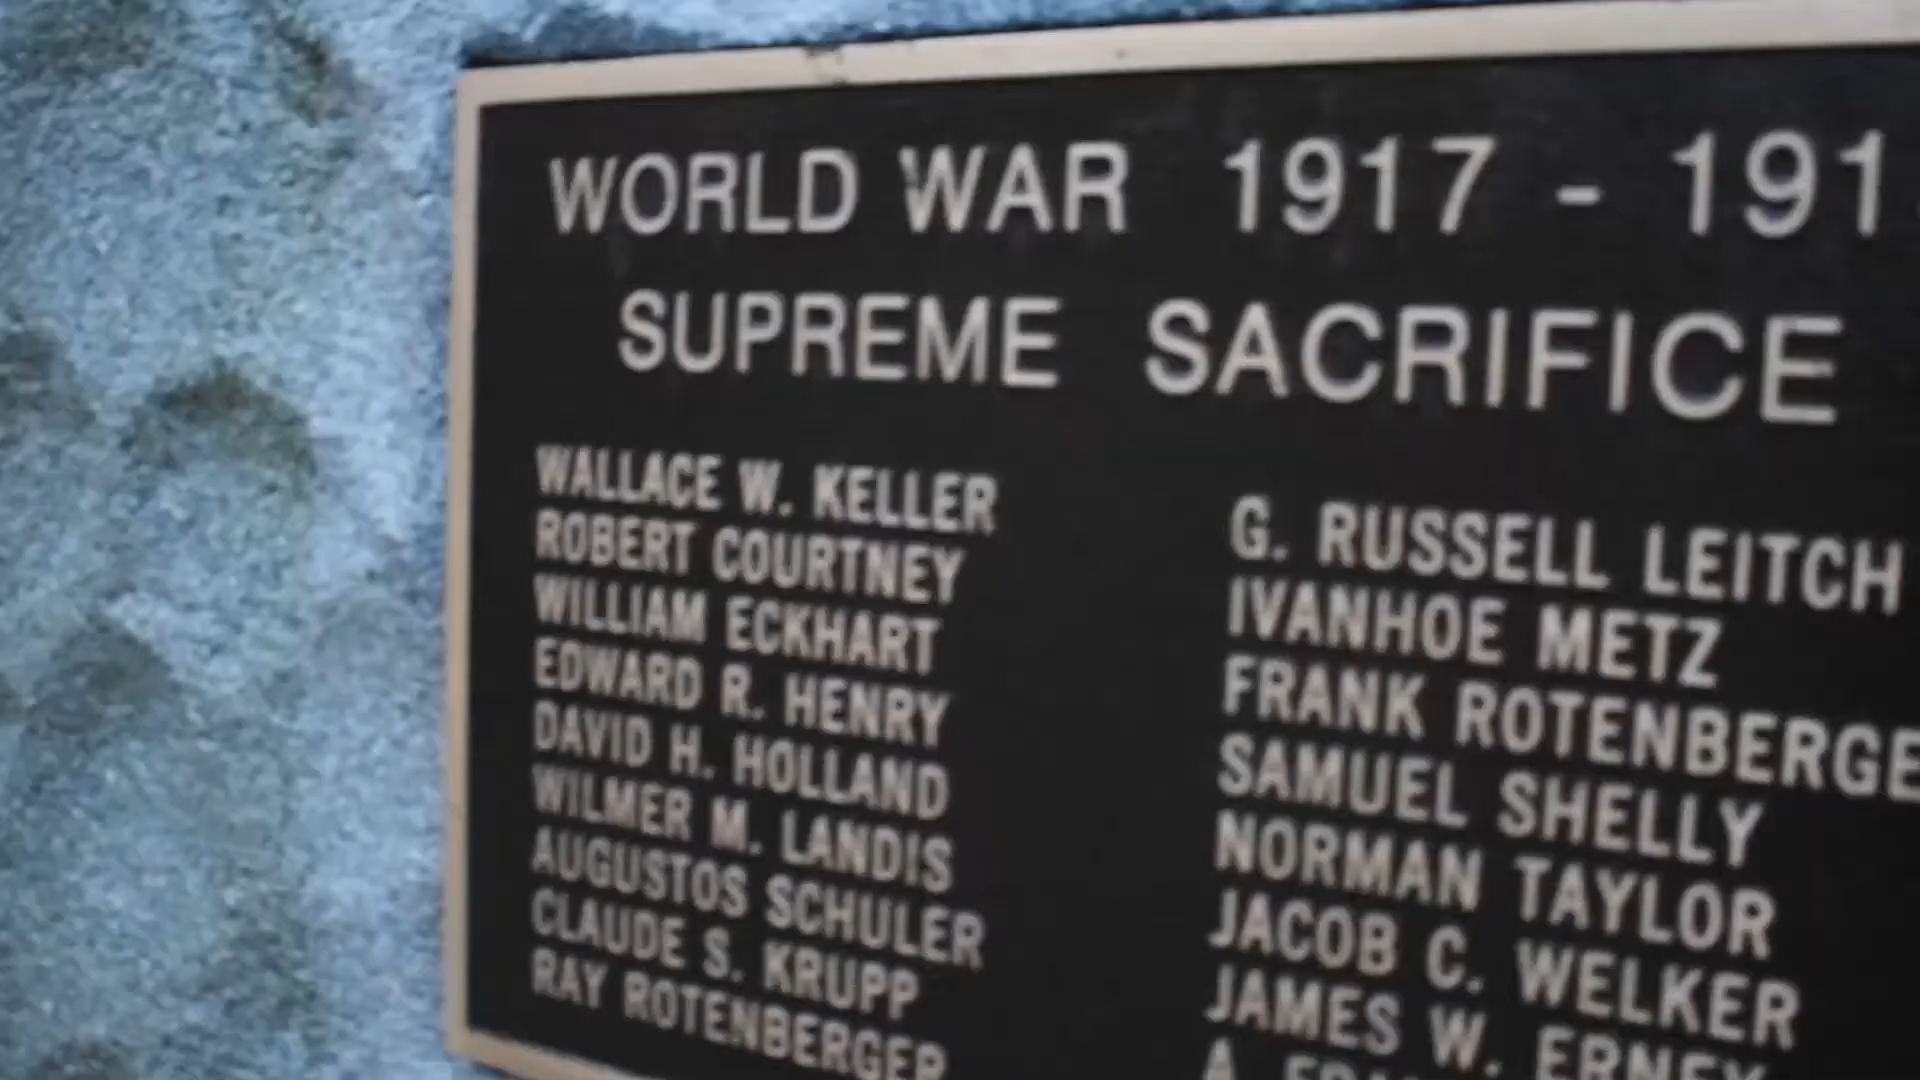 WORLD WAR 1917 - 191
SUPREME SACRIFICE
WALLACE W. KELLER
ROBERT COURTNEY
WILLIAM ECKHART
EDWARD R. HENRY
DAVID H. HOLLAND
WILMER M. LANDIS
AUGUSTOS SCHULER
CLAUDE S. KRUPP
RAY ROTENBERGER
G. RUSSELL LEITCH
IVANHOE METZ
FRANK ROTENBERGE
SAMUEL SHELLY
NORMAN TAYLOR
JACOB C. WELKER
JAMES W. ERNEY
A.